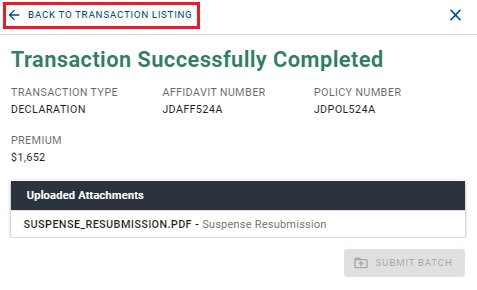 BACK TO TRANSACTION LISTING
Transaction Successfully Completed
TRANSACTION TYPE AFFIDAVIT NUMBER POLICY NUMBER
DECLARATION JDAFF524A JDPOL524A
PREMIUM
$1,652
Uploaded Attachments
SUSPENSE_RESUBMISSION.PDF - Suspense Resubmission
SUBMIT BATCH